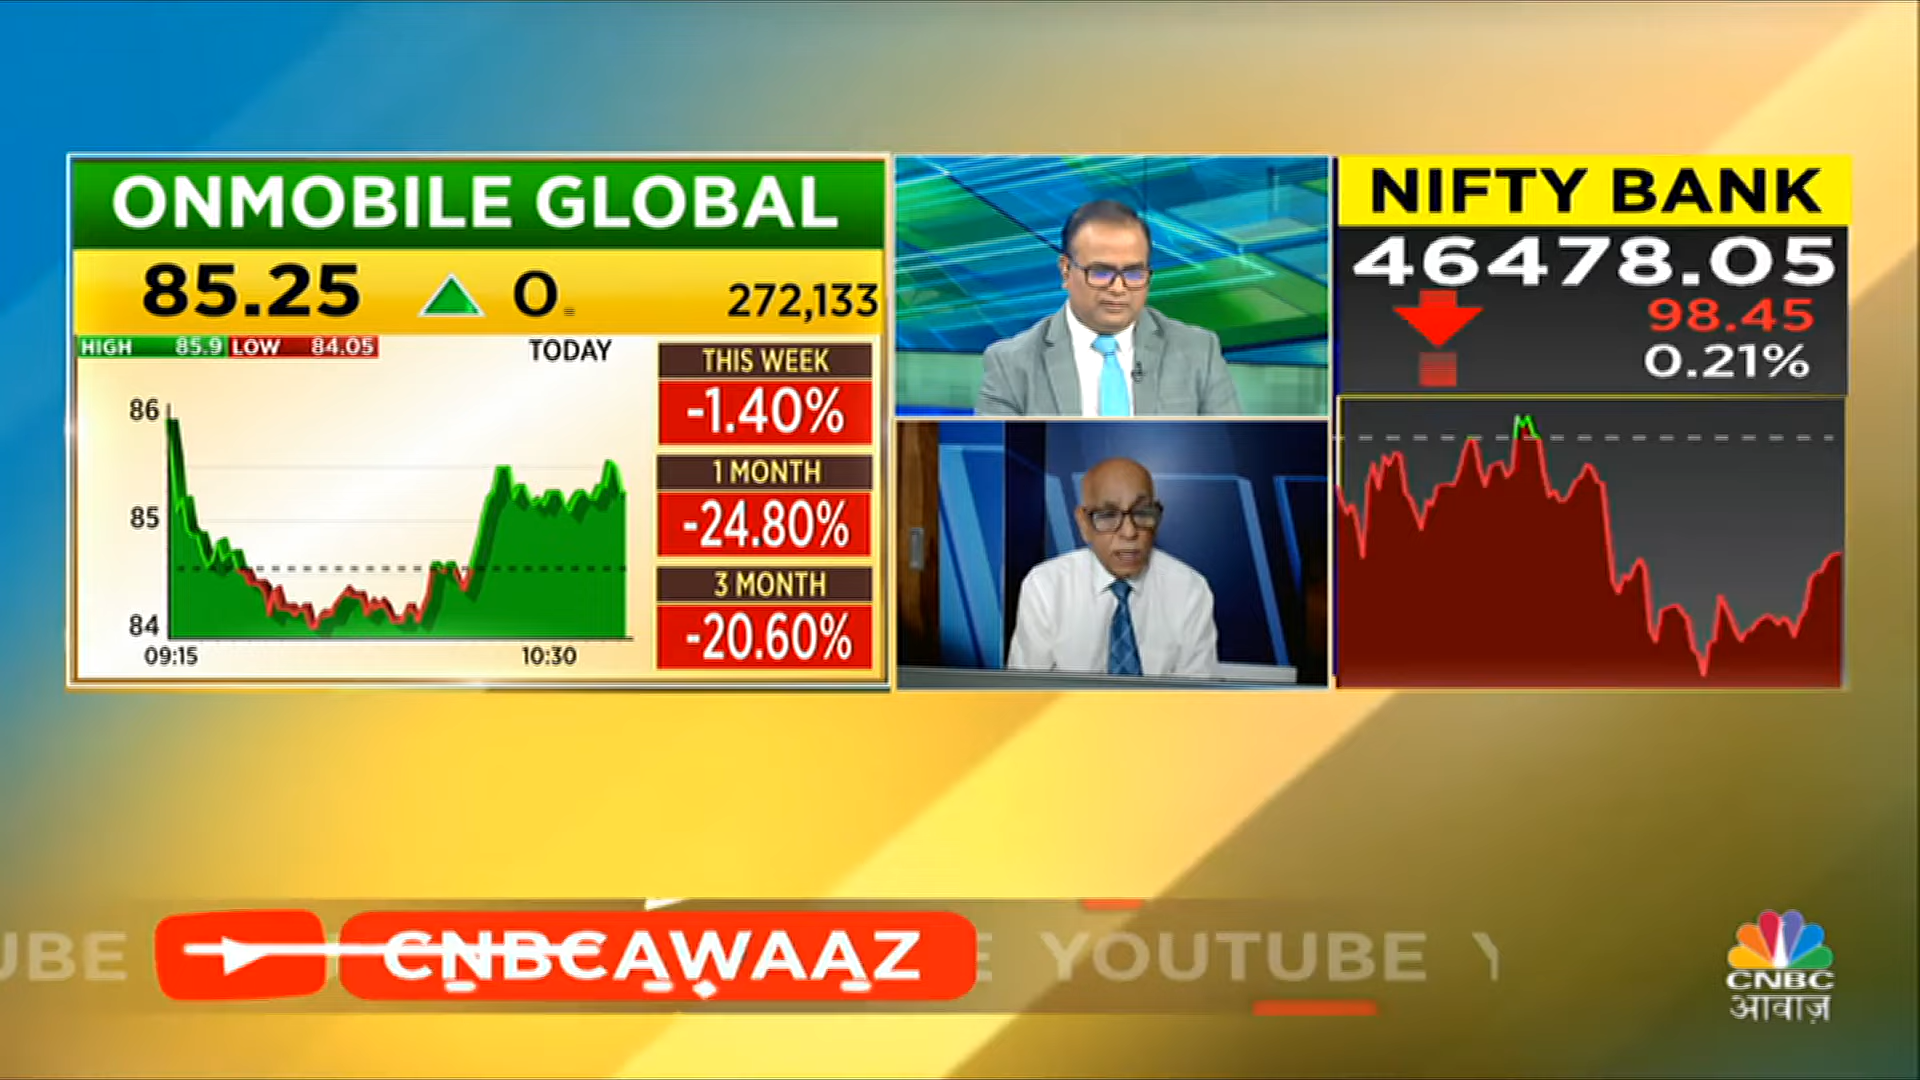 ONMOBILE GLOBAL
85.25 0. 272,133
HIGH 85.9 LOW 84.05
TODAY
86
85
84
09:15 10:30
THIS WEEK
-1.40%
1 MONTH
-24.80%
3 MONTH
-20.60%
NIFTY BANK
46478.05
98.45
0.21%
UBE CNBCAWAAZ E YOUTUBE Y
CNBC
आवाज़